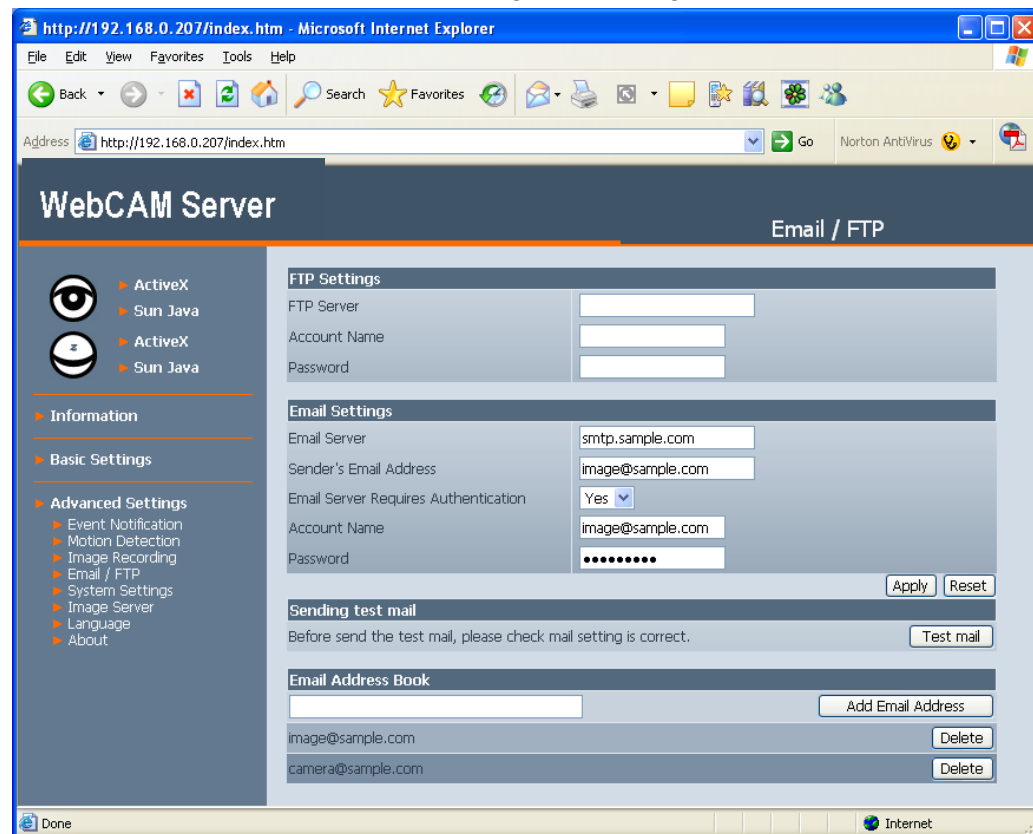 http://192.168.0.207/index.htm - Microsoft Internet Explorer
File Edit View Favorites Tools Help
Back Search Favorites
Address http://192.168.0.207/index.htm Go Norton AntiVirus
WebCAM Server
Email / FTP
ActiveX
Sun Java
z
ActiveX
Sun Java
Information
Basic Settings
Advanced Settings
Event Notification
Motion Detection
Image Recording
Email / FTP
System Settings
Image Server
Language
About
FTP Settings
FTP Server
Account Name
Password
Email Settings
Email Server smtp.sample.com
Sender's Email Address image@sample.com
Email Server Requires Authentication Yes
Account Name image@sample.com
Password •••••••••
Apply Reset
Sending test mail
Before send the test mail, please check mail setting is correct. Test mail
Email Address Book
Add Email Address
image@sample.com Delete
camera@sample.com Delete
Done Internet